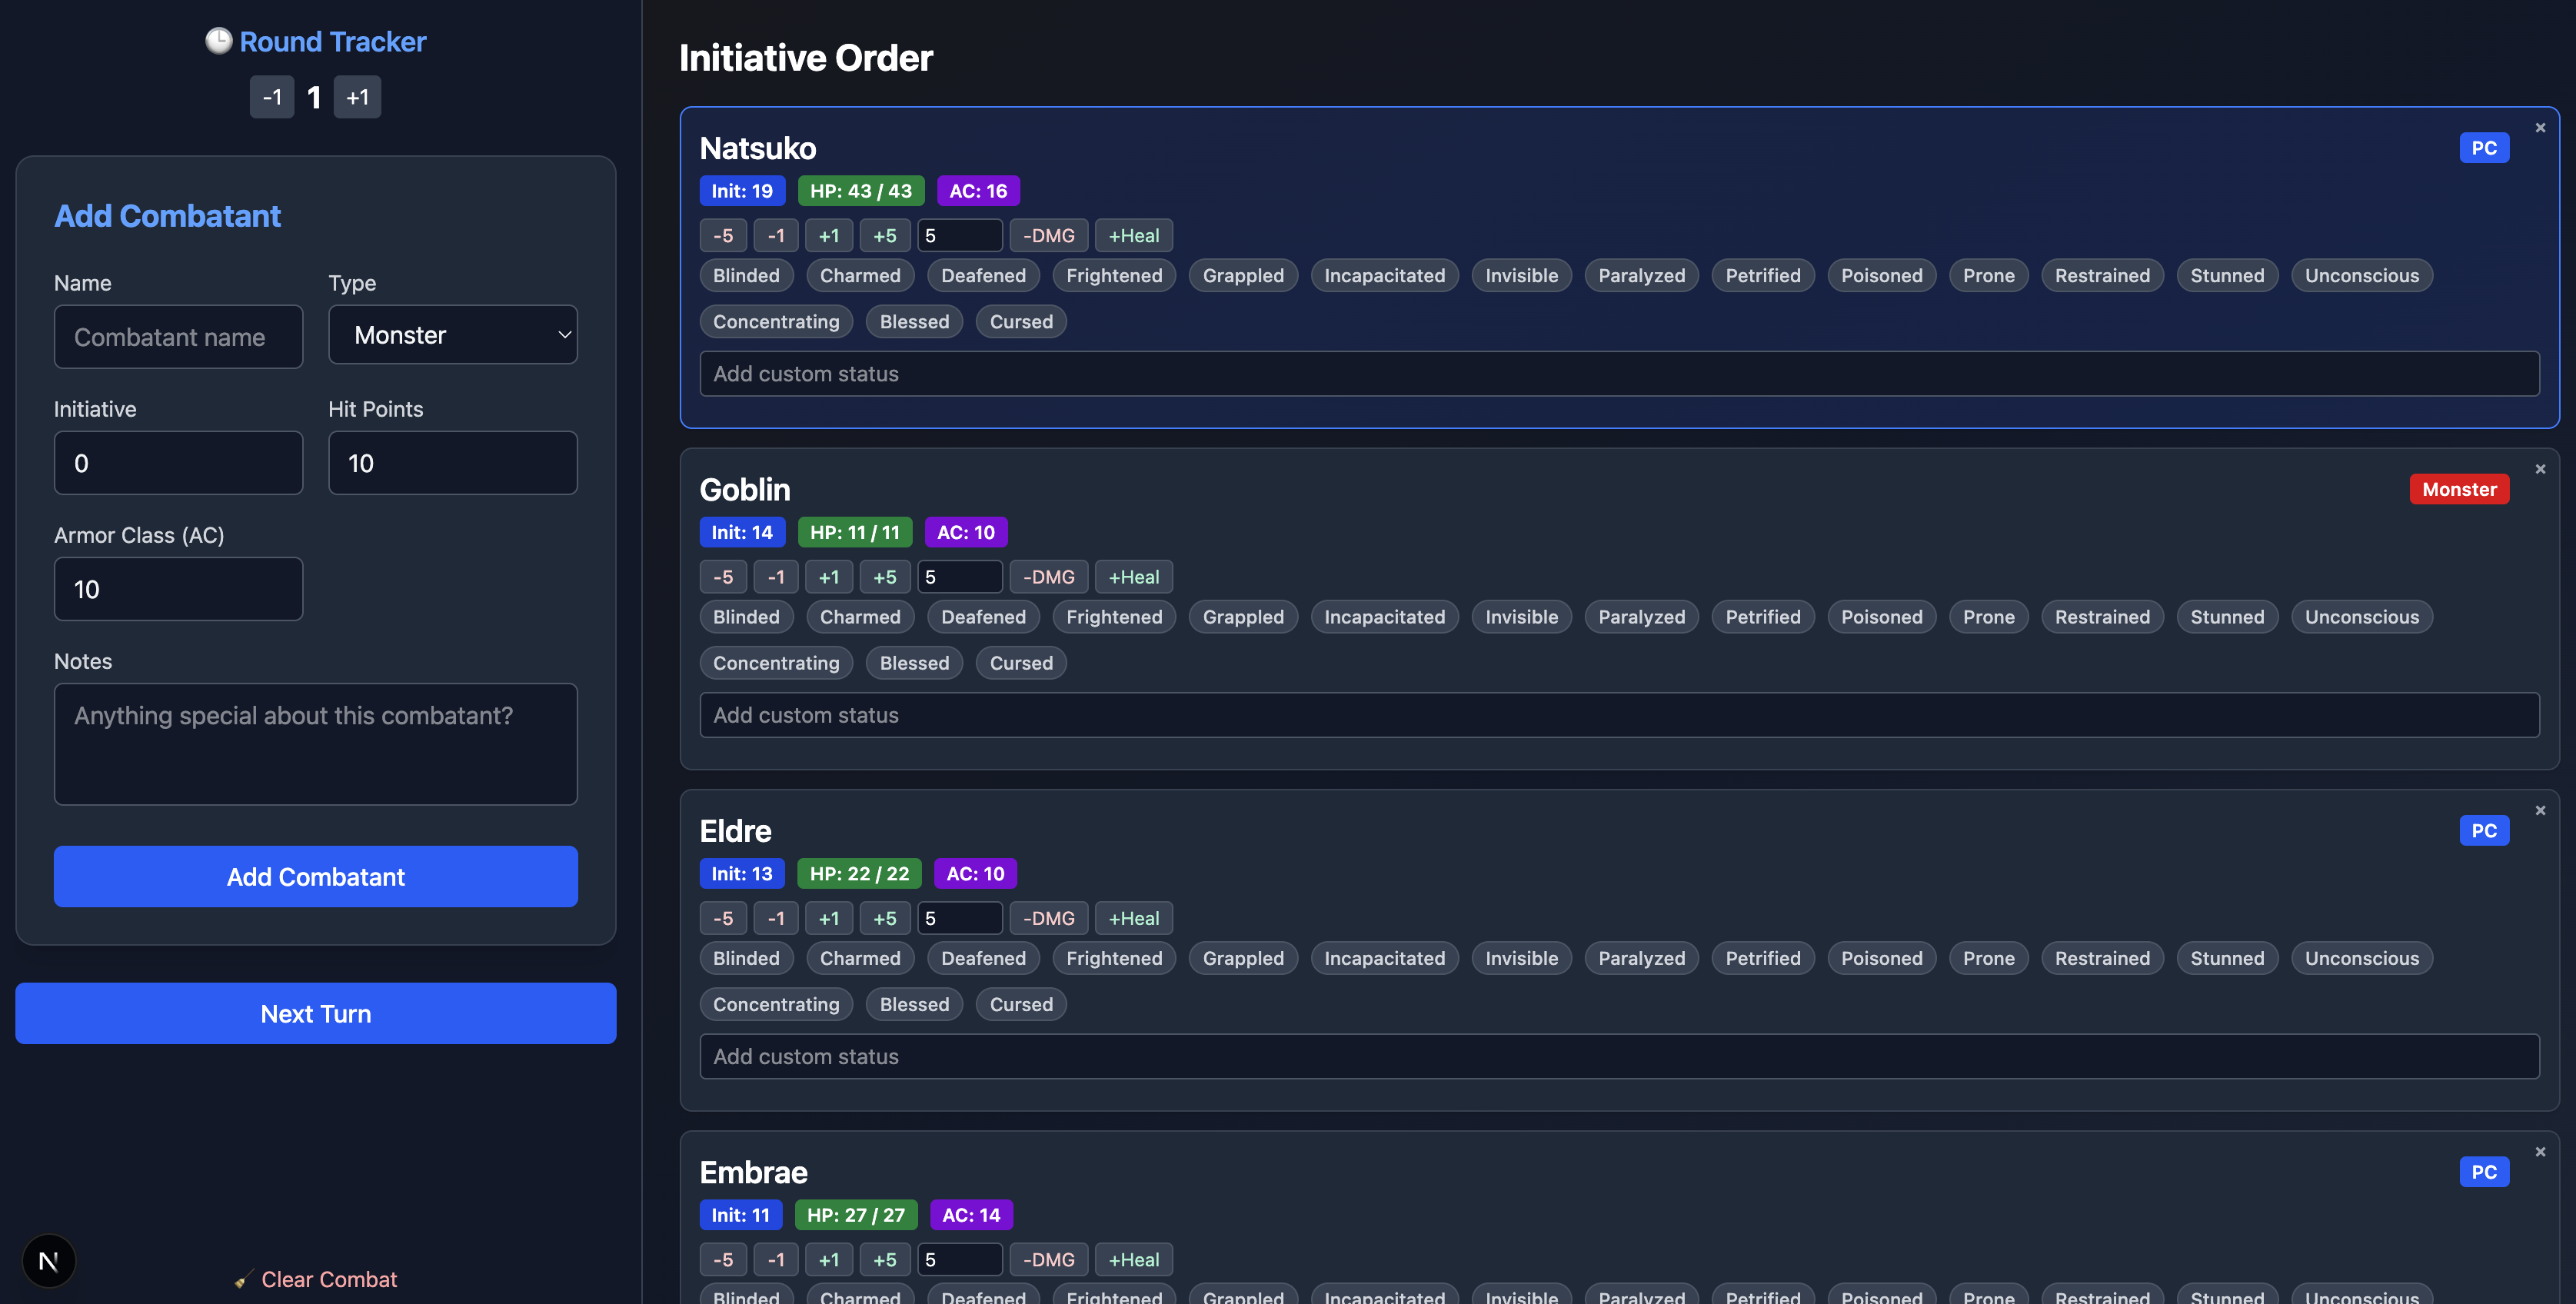 Round Tracker
-1 1 +1
Add Combatant
Name Type
Combatant name Monster
Initiative Hit Points
0 10
Armor Class (AC)
10
Notes
Anything special about this combatant?
Add Combatant
Next Turn
N
Clear Combat
Initiative Order
×
Natsuko PC
Init: 19 HP: 43 / 43 AC: 16
-5 -1 +1 +5 5 -DMG +Heal
Blinded Charmed Deafened Frightened Grappled Incapacitated Invisible Paralyzed Petrified Poisoned Prone Restrained Stunned Unconscious
Concentrating Blessed Cursed
Add custom status
×
Goblin Monster
Init: 14 HP: 11 / 11 AC: 10
-5 -1 +1 +5 5 -DMG +Heal
Blinded Charmed Deafened Frightened Grappled Incapacitated Invisible Paralyzed Petrified Poisoned Prone Restrained Stunned Unconscious
Concentrating Blessed Cursed
Add custom status
×
Eldre PC
Init: 13 HP: 22 / 22 AC: 10
-5 -1 +1 +5 5 -DMG +Heal
Blinded Charmed Deafened Frightened Grappled Incapacitated Invisible Paralyzed Petrified Poisoned Prone Restrained Stunned Unconscious
Concentrating Blessed Cursed
Add custom status
×
Embrae PC
Init: 11 HP: 27 / 27 AC: 14
-5 -1 +1 +5 5 -DMG +Heal
Blinded Charmed Deafened Frightened Grappled Incapacitated Invisible Paralyzed Petrified Poisoned Prone Restrained Stunned Unconscious